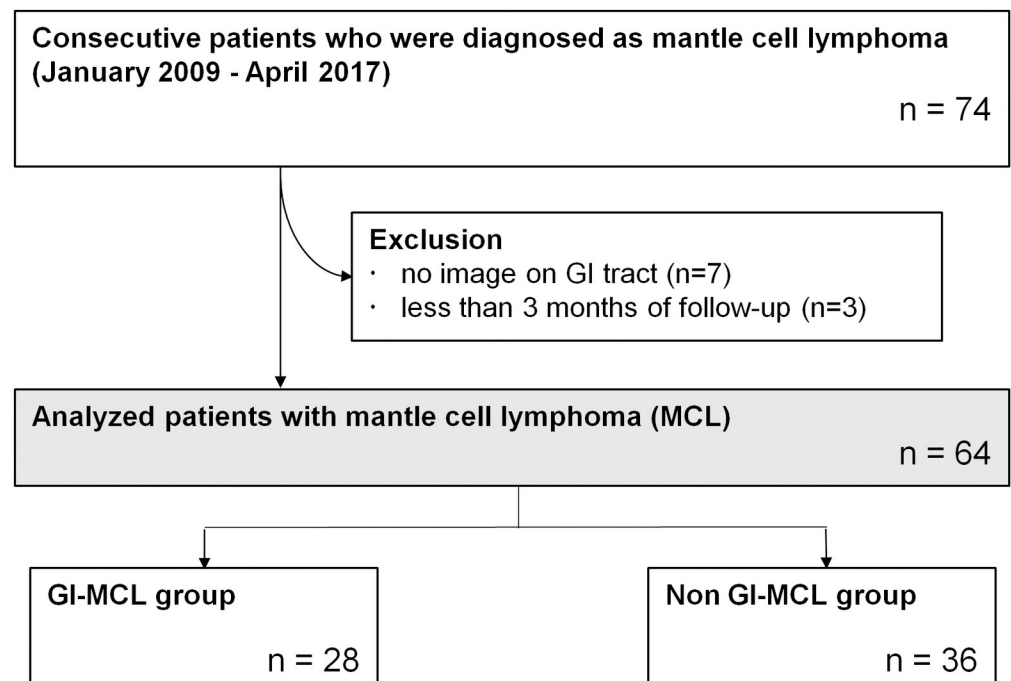 Consecutive patients who were diagnosed as mantle cell lymphoma
(January 2009 - April 2017)
n = 74
Exclusion
· no image on GI tract (n=7)
· less than 3 months of follow-up (n=3)
Analyzed patients with mantle cell lymphoma (MCL)
n = 64
GI-MCL group
n = 28
Non GI-MCL group
n = 36